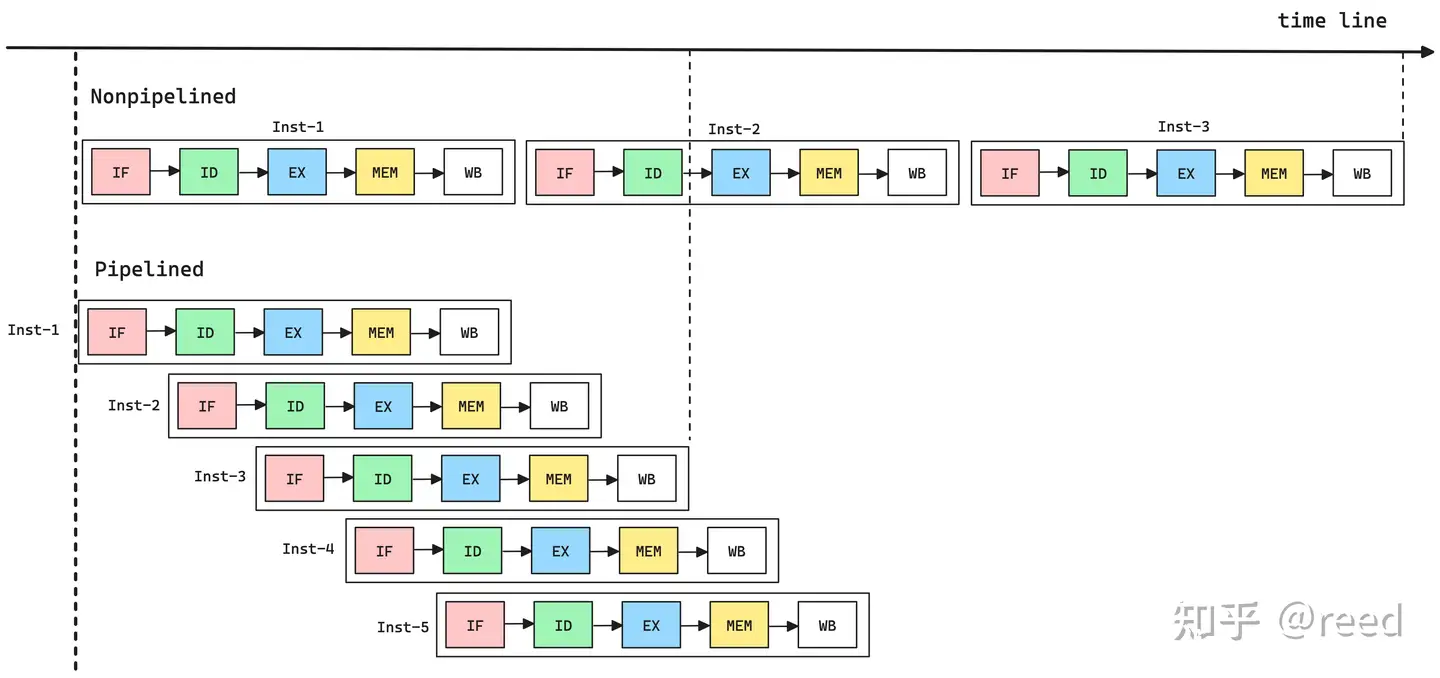 time line
Nonpipelined
Inst-1 Inst-2 Inst-3
IF ID EX MEM WB IF ID EX MEM WB IF ID EX MEM WB
Pipelined
Inst-1 IF ID EX MEM WB
Inst-2 IF ID EX MEM WB
Inst-3 IF ID EX MEM WB
Inst-4 IF ID EX MEM WB
Inst-5 IF ID EX MEM WB
知乎 @reed